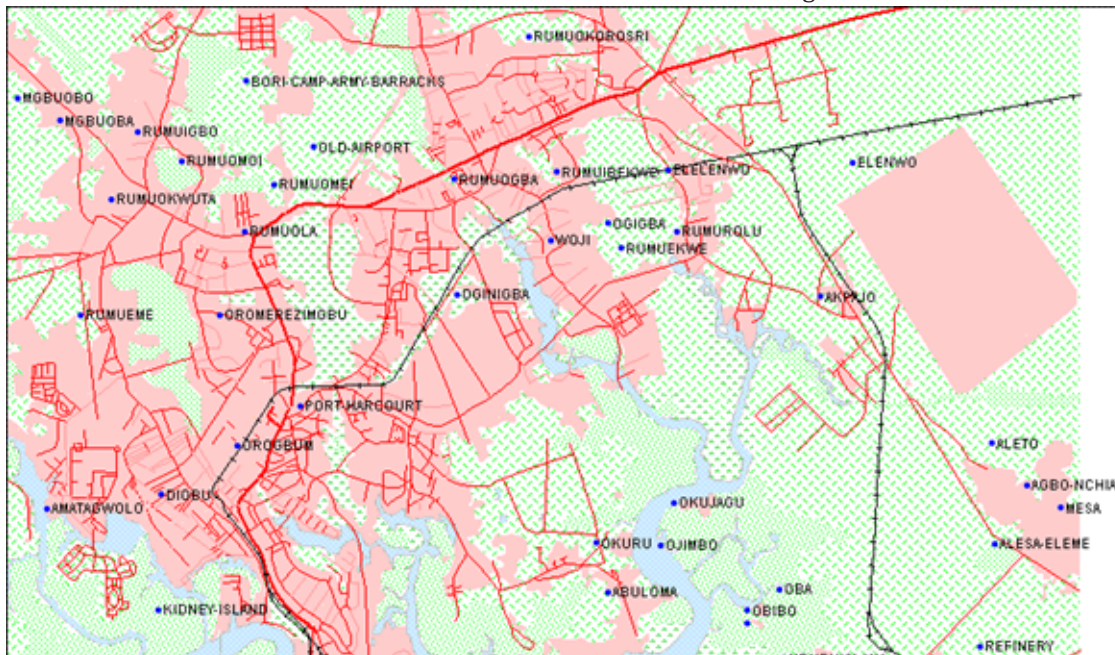 RUMUOKOROSRI
BORI-CAMP-ARMY-BARRACKS
MGBUOBO
MGBUOBA
RUMUIGBO
OLD-AIRPORT
RUMUOMOI
ELENWO
RUMUIBEKWE
ELELENWO
RUMUOMEI
RUMUOGBA
RUMUOKWUTA
OGIGBA
RUMUOLA
RUMUROLU
WOJI
RUMUEKWE
OGINIGBA
AKPAJO
RUMUEME
OROMEREZIMGBU
PORT-HARCOURT
OROGBUM
ALETO
AGBO-NCHIA
DIOBU
OKUJAGU
MESA
AMATAGWOLO
OKURU
OJIMBO
ALESA-ELEME
OBA
ABULOMA
KIDNEY-ISLAND
OBIBO
REFINERY